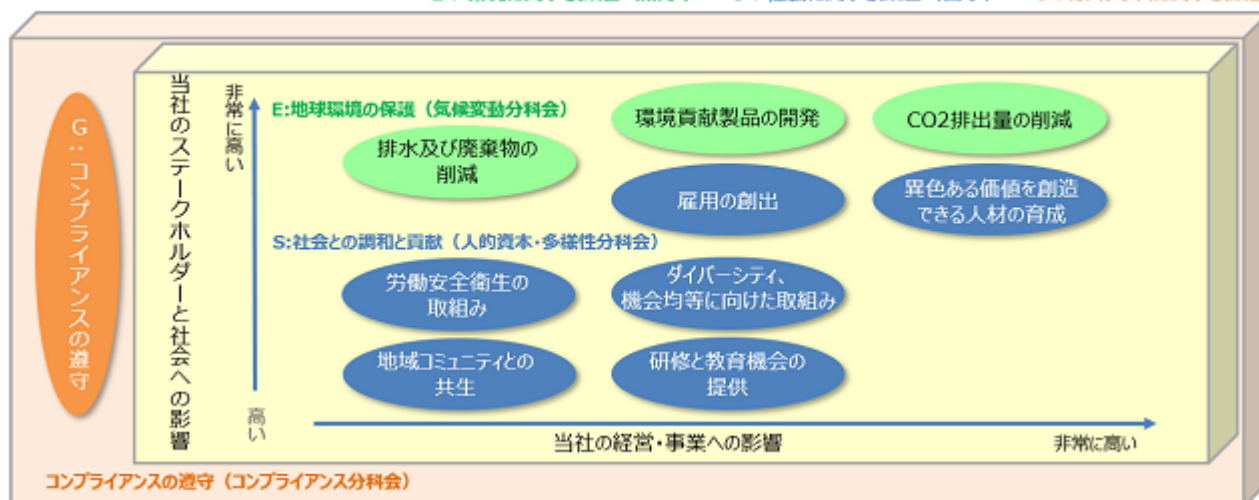 G：コンプライアンスの遵守
当社のステークホルダーと社会への影響
非常に高い
高い
E:地球環境の保護（気候変動分科会）
環境貢献製品の開発
CO2排出量の削減
排水及び廃棄物の
削減
雇用の創出
異色ある価値を創造
できる人材の育成
S:社会との調和と貢献（人的資本・多様性分科会）
労働安全衛生の
取組み
ダイバーシティ、
機会均等に向けた取組み
地域コミュニティとの
共生
研修と教育機会の
提供
当社の経営・事業への影響
非常に高い
コンプライアンスの遵守（コンプライアンス分科会）